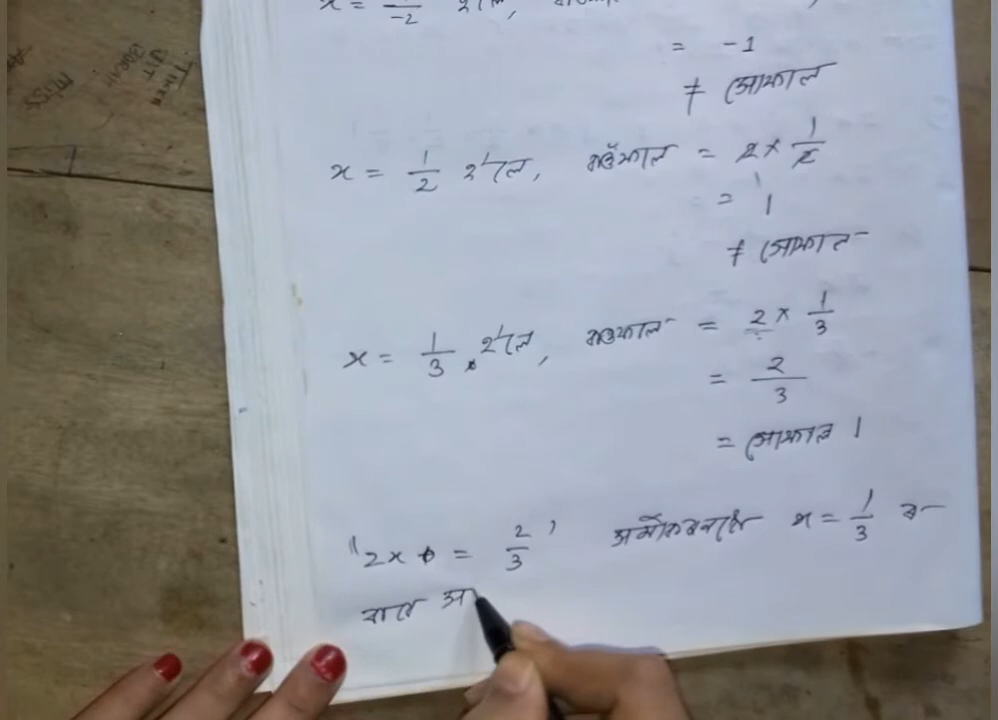 = -1
≠ সোঁফাল
x = 1/2 হ'লে, বাওঁফাল = 2 × 1/2
= 1
≠ সোঁফাল
x = 1/3 হ'লে, বাওঁফাল = 2 × 1/3
= 2/3
= সোঁফাল ।
"2x = 2/3" সমীকৰণটো x = 1/3 ৰ
বাবে